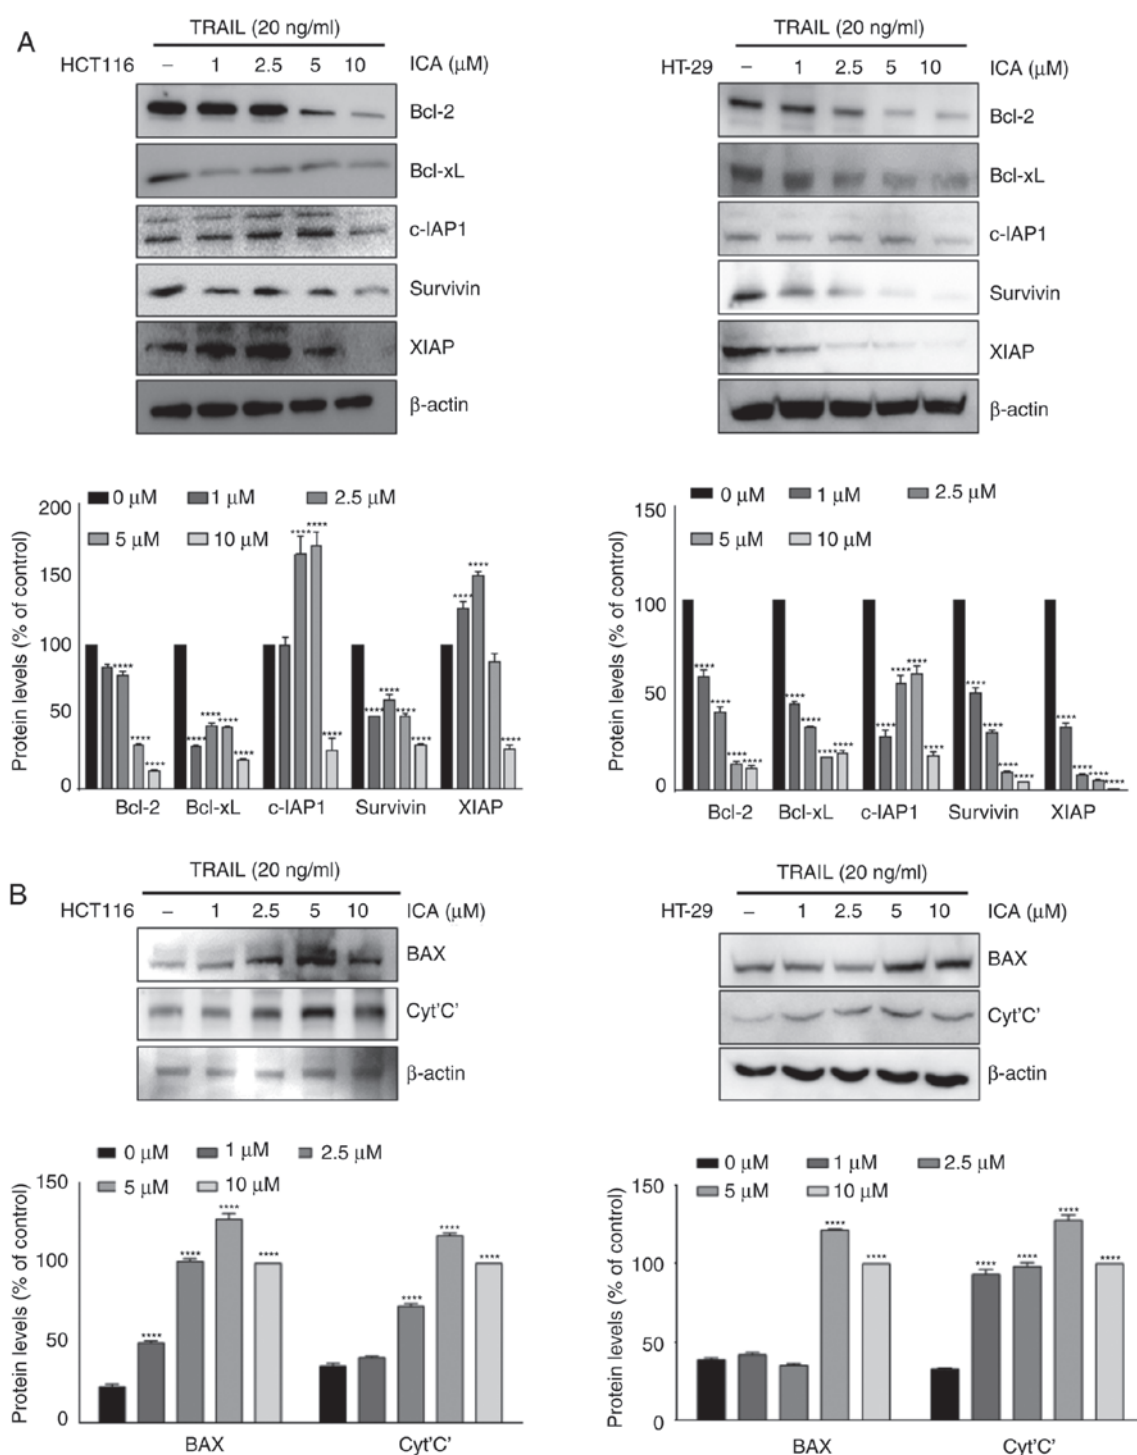 A
TRAIL (20 ng/ml)
HCT116 – 1 2.5 5 10 ICA (μM)
Bcl-2
Bcl-xL
c-IAP1
Survivin
XIAP
β-actin
TRAIL (20 ng/ml)
HT-29 – 1 2.5 5 10 ICA (μM)
Bcl-2
Bcl-xL
c-IAP1
Survivin
XIAP
β-actin
Protein levels (% of control)
200
150
100
50
0
0 μM 1 μM 2.5 μM
5 μM 10 μM
**** **** **** **** **** **** **** **** **** **** **** **** **** **** **** **** ****
Bcl-2 Bcl-xL c-IAP1 Survivin XIAP
Protein levels (% of control)
150
100
50
0
0 μM 1 μM 2.5 μM
5 μM 10 μM
**** **** **** **** **** **** **** **** **** **** **** **** **** **** **** **** **** **** **** ****
Bcl-2 Bcl-xL c-IAP1 Survivin XIAP
B
TRAIL (20 ng/ml)
HCT116 – 1 2.5 5 10 ICA (μM)
BAX
Cyt'C'
β-actin
TRAIL (20 ng/ml)
HT-29 – 1 2.5 5 10 ICA (μM)
BAX
Cyt'C'
β-actin
Protein levels (% of control)
150
100
50
0
0 μM 1 μM 2.5 μM
5 μM 10 μM
**** **** **** **** **** **** ****
BAX Cyt'C'
Protein levels (% of control)
150
100
50
0
0 μM 1 μM 2.5 μM
5 μM 10 μM
**** **** **** **** **** ****
BAX Cyt'C'